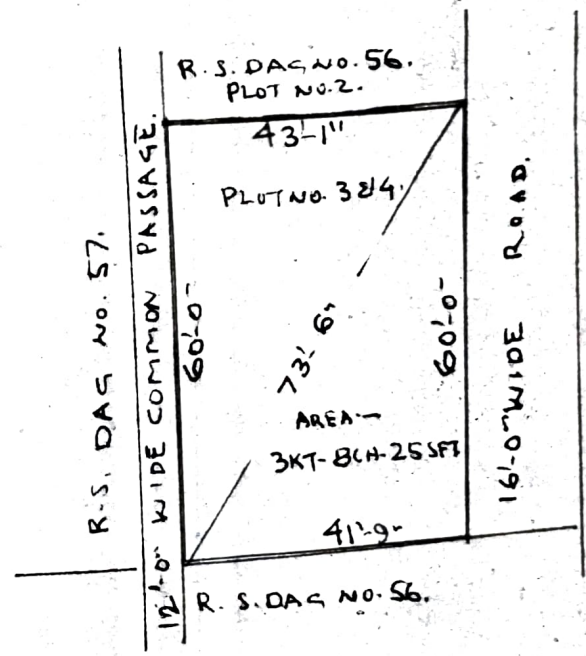 R.S. DAG NO. 56.
PLOT NO. 2.
43'-1"
PLOT NO. 3 & 4.
R.S. DAG NO. 57.
12'-0" WIDE COMMON PASSAGE.
60'-0"
73'-6"
60'-0"
16'-0" WIDE ROAD.
AREA—
3KT-8CH-25SFT
41'-9"
R.S. DAG NO. 56.